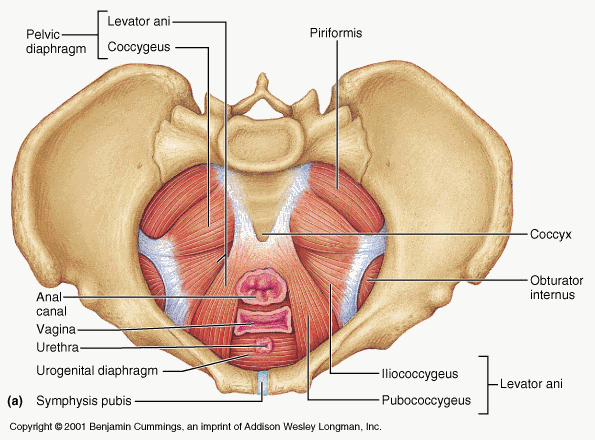 Levator ani
Pelvic
diaphragm
Coccygeus
Piriformis
Coccyx
Obturator
internus
Anal
canal
Vagina
Urethra
Urogenital diaphragm
Iliococcygeus
Levator ani
Pubococcygeus
(a) Symphysis pubis
Copyright © 2001 Benjamin Cummings, an imprint of Addison Wesley Longman, Inc.